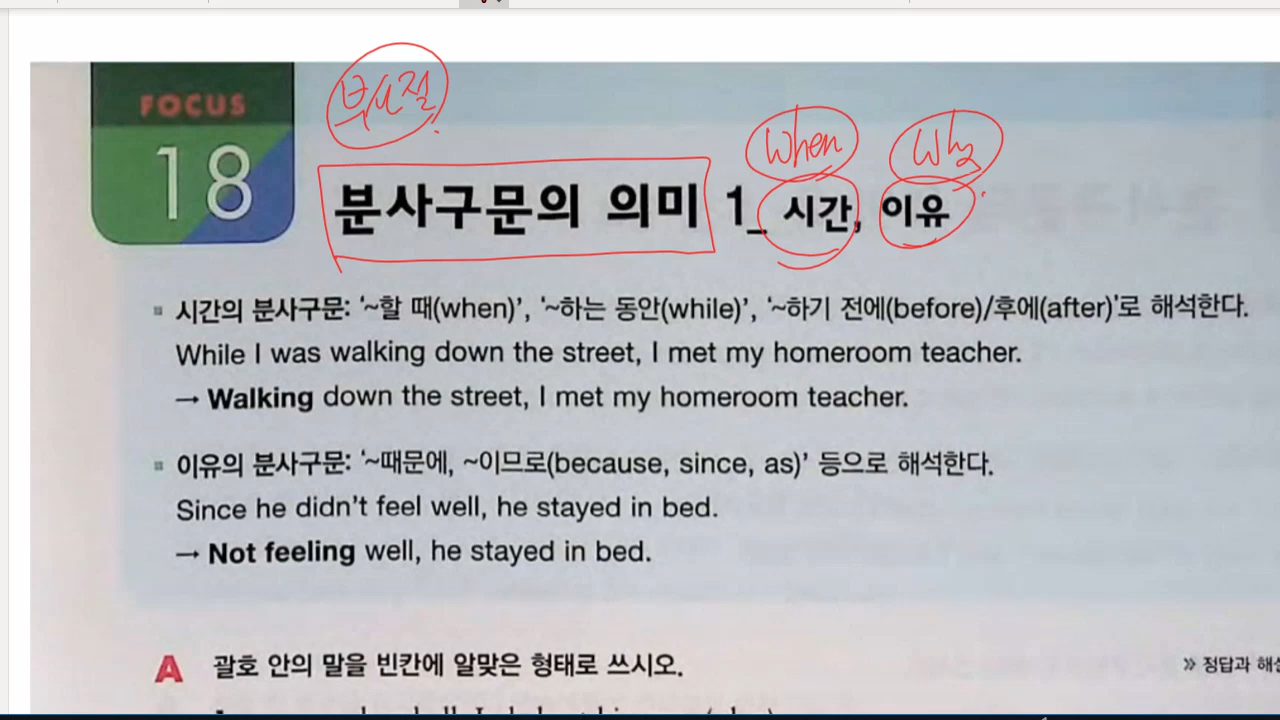 FOCUS
18
부사절
When
Why
분사구문의 의미 1_ 시간, 이유
시간의 분사구문: ‘~할 때(when)’, ‘~하는 동안(while)’, ‘~하기 전에(before)/후에(after)’로 해석한다.
While I was walking down the street, I met my homeroom teacher.
→ Walking down the street, I met my homeroom teacher.
이유의 분사구문: ‘~때문에, ~이므로(because, since, as)’ 등으로 해석한다.
Since he didn't feel well, he stayed in bed.
→ Not feeling well, he stayed in bed.
A 괄호 안의 말을 빈칸에 알맞은 형태로 쓰시오.
» 정답과 해설